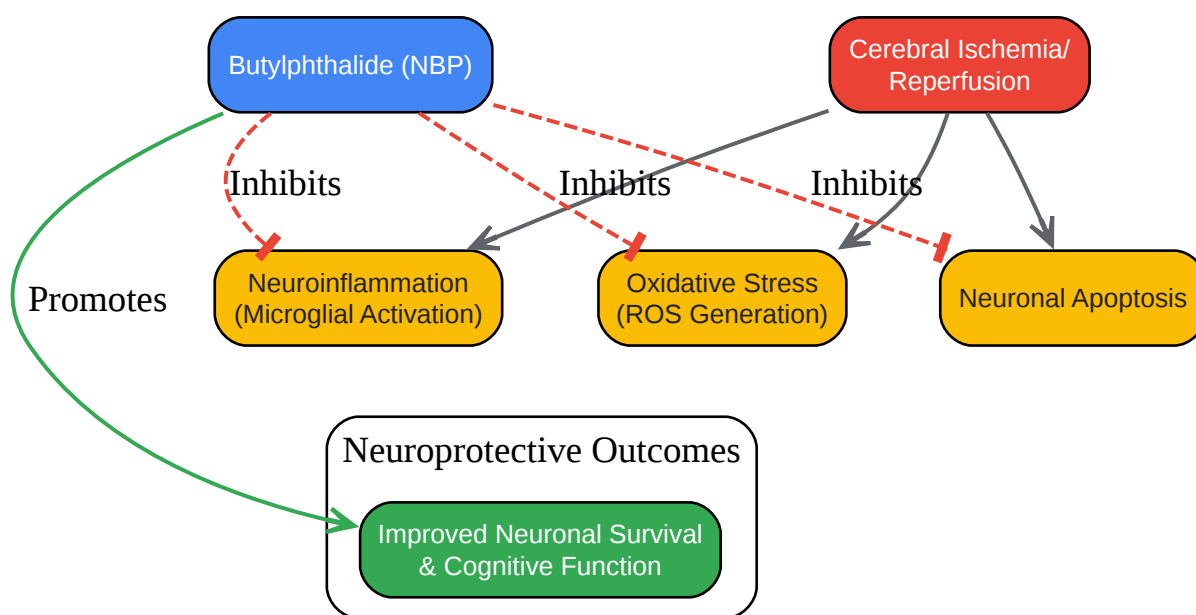 Butylphthalide (NBP)
Cerebral Ischemia/
Reperfusion
Inhibits
Inhibits
Inhibits
Promotes
Neuroinflammation
(Microglial Activation)
Oxidative Stress
(ROS Generation)
Neuronal Apoptosis
Neuroprotective Outcomes
Improved Neuronal Survival
& Cognitive Function